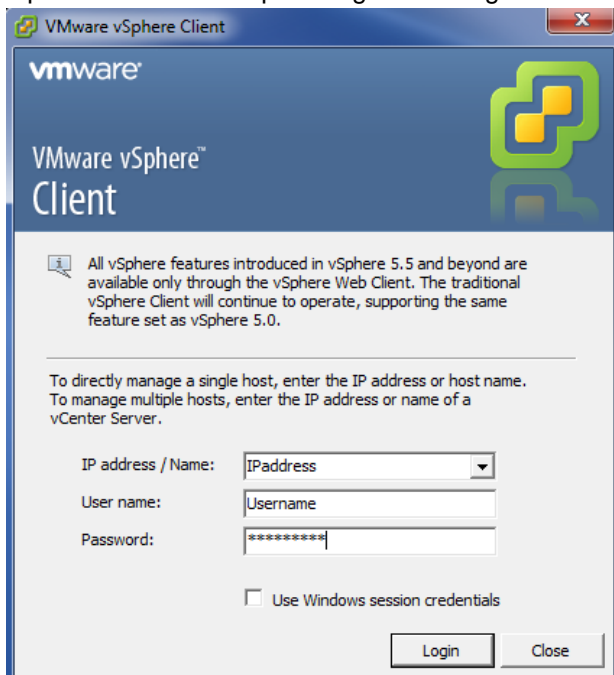 VMware vSphere Client
vmware
VMware vSphere™
Client
All vSphere features introduced in vSphere 5.5 and beyond are
available only through the vSphere Web Client. The traditional
vSphere Client will continue to operate, supporting the same
feature set as vSphere 5.0.
To directly manage a single host, enter the IP address or host name.
To manage multiple hosts, enter the IP address or name of a
vCenter Server.
IP address / Name: IPaddress
User name: Username
Password: *********
Use Windows session credentials
Login Close